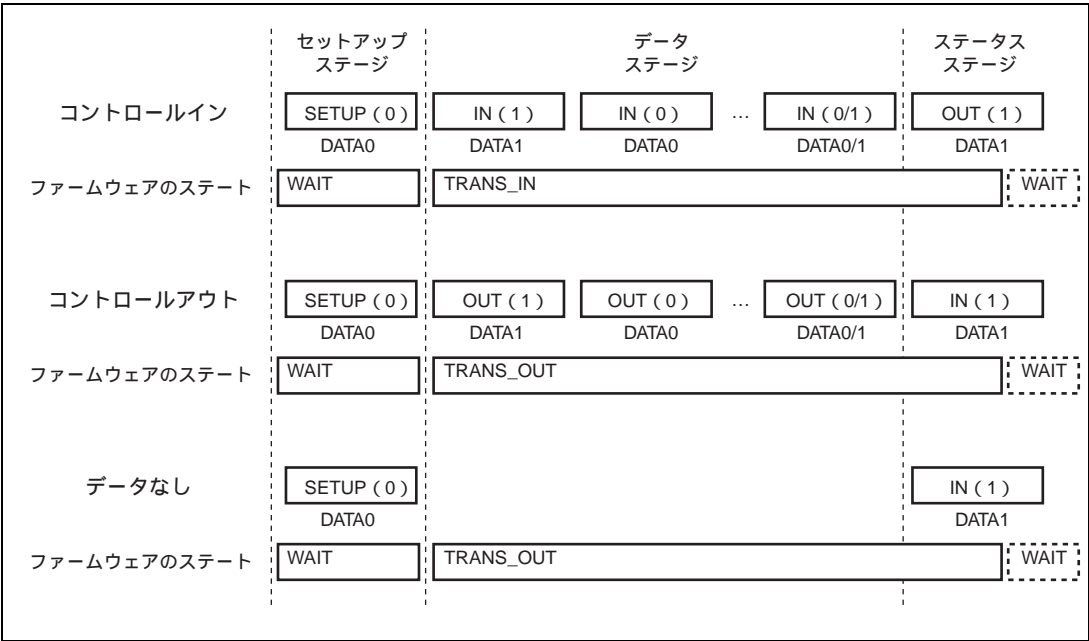 セットアップ
ステージ
データ
ステージ
ステータス
ステージ
コントロールイン
SETUP(0) IN(1) IN(0) … IN(0/1) OUT(1)
DATA0 DATA1 DATA0 DATA0/1 DATA1
ファームウェアのステート WAIT TRANS_IN WAIT
コントロールアウト
SETUP(0) OUT(1) OUT(0) … OUT(0/1) IN(1)
DATA0 DATA1 DATA0 DATA0/1 DATA1
ファームウェアのステート WAIT TRANS_OUT WAIT
データなし
SETUP(0) IN(1)
DATA0 DATA1
ファームウェアのステート WAIT TRANS_OUT WAIT